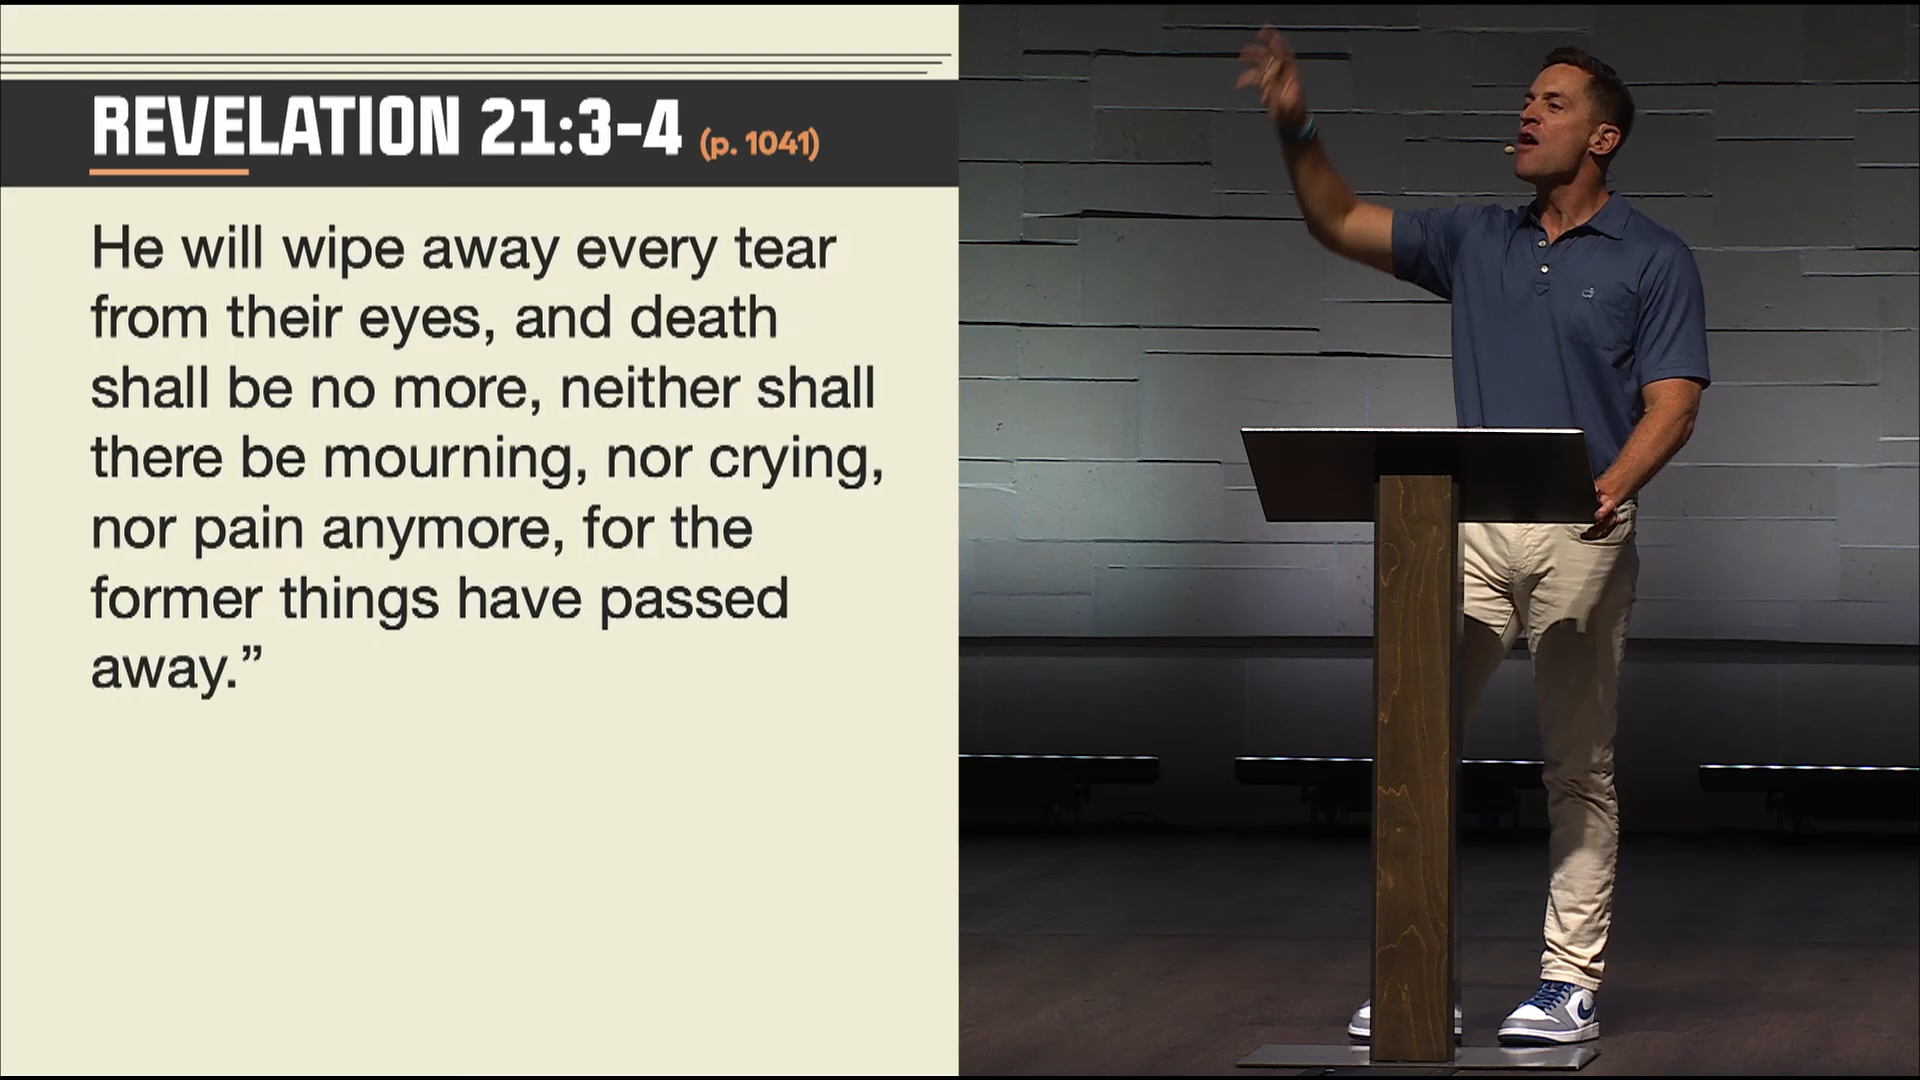 REVELATION 21:3-4 (p. 1041)
He will wipe away every tear
from their eyes, and death
shall be no more, neither shall
there be mourning, nor crying,
nor pain anymore, for the
former things have passed
away.”